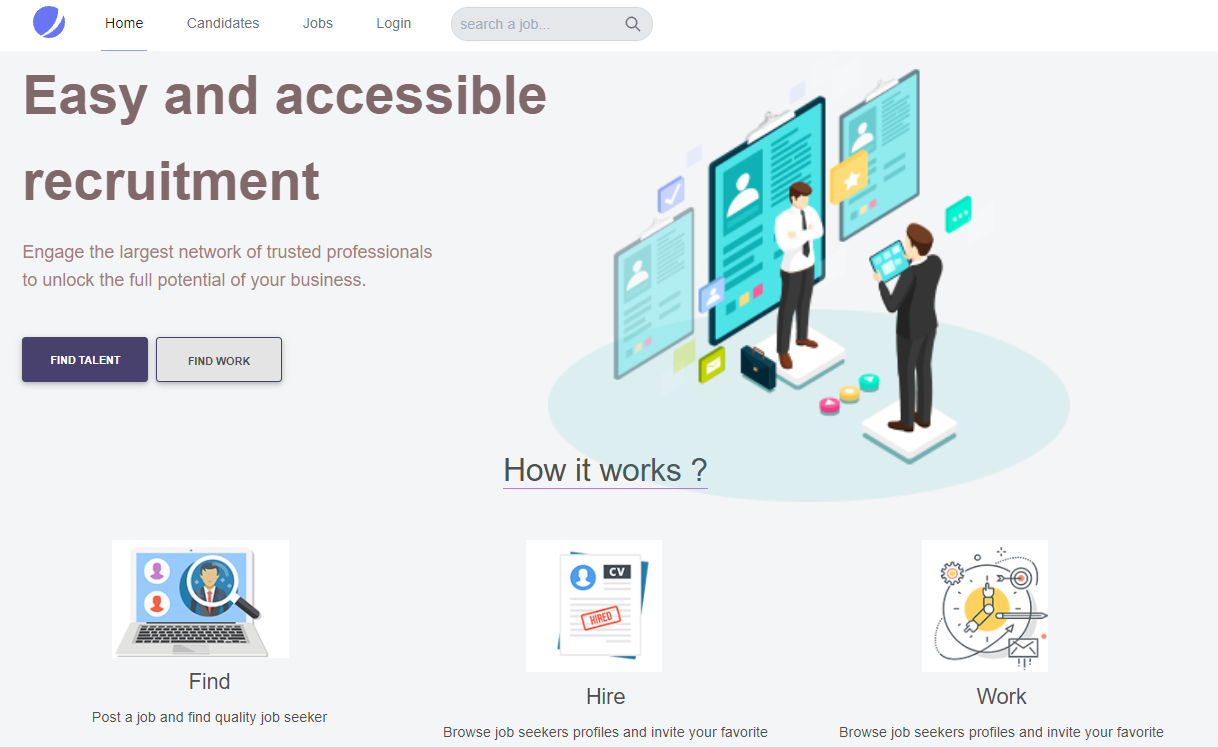 Home Candidates Jobs Login search a job...
Easy and accessible
recruitment
Engage the largest network of trusted professionals
to unlock the full potential of your business.
FIND TALENT FIND WORK
How it works ?
CV
HIRED
Find
Hire
Work
Post a job and find quality job seeker
Browse job seekers profiles and invite your favorite
Browse job seekers profiles and invite your favorite